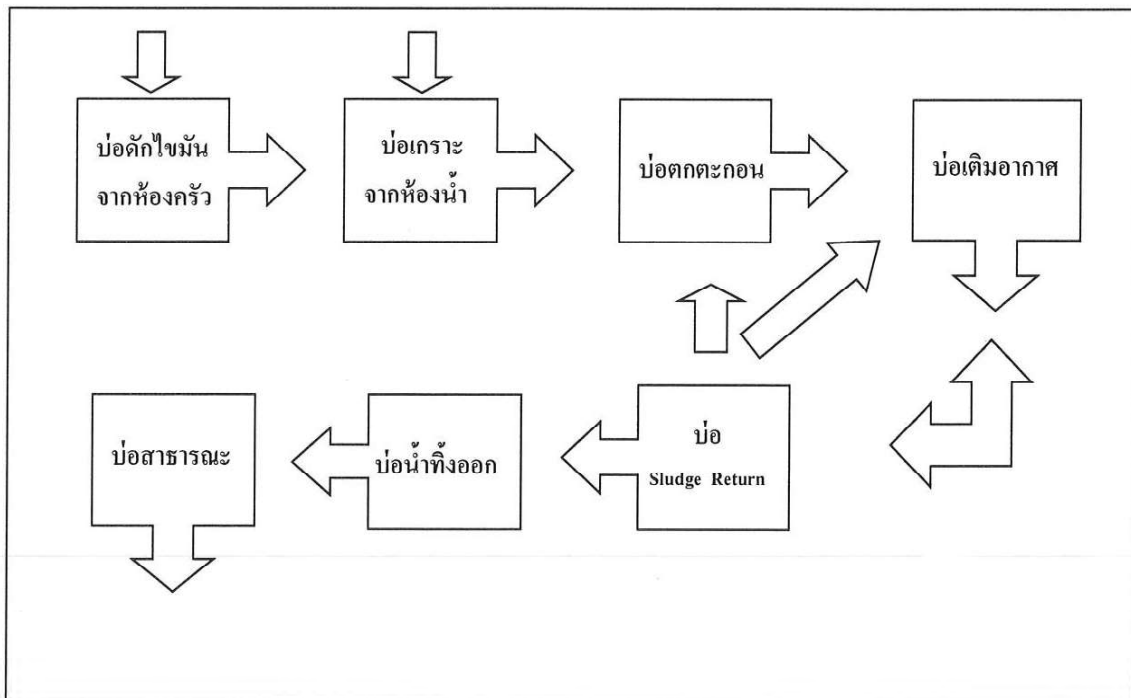 บ่อดักไขมัน
จากห้องครัว
บ่อเกราะ
จากห้องน้ำ
บ่อตกตะกอน
บ่อเติมอากาศ
บ่อสาธารณะ
บ่อน้ำทิ้งออก
บ่อ
Sludge Return